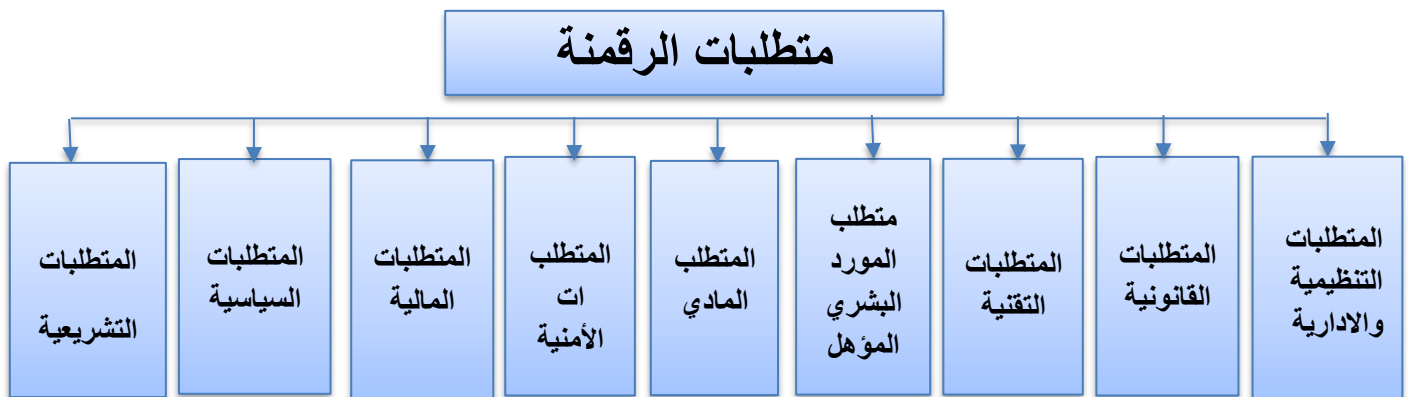 متطلبات الرقمنة
المتطلبات
التنظيمية
والادارية
المتطلبات
القانونية
المتطلبات
التقنية
متطلب
المورد
البشري
المؤهل
المتطلب
المادي
المتطلب
ات
الأمنية
المتطلبات
المالية
المتطلبات
السياسية
المتطلبات
التشريعية